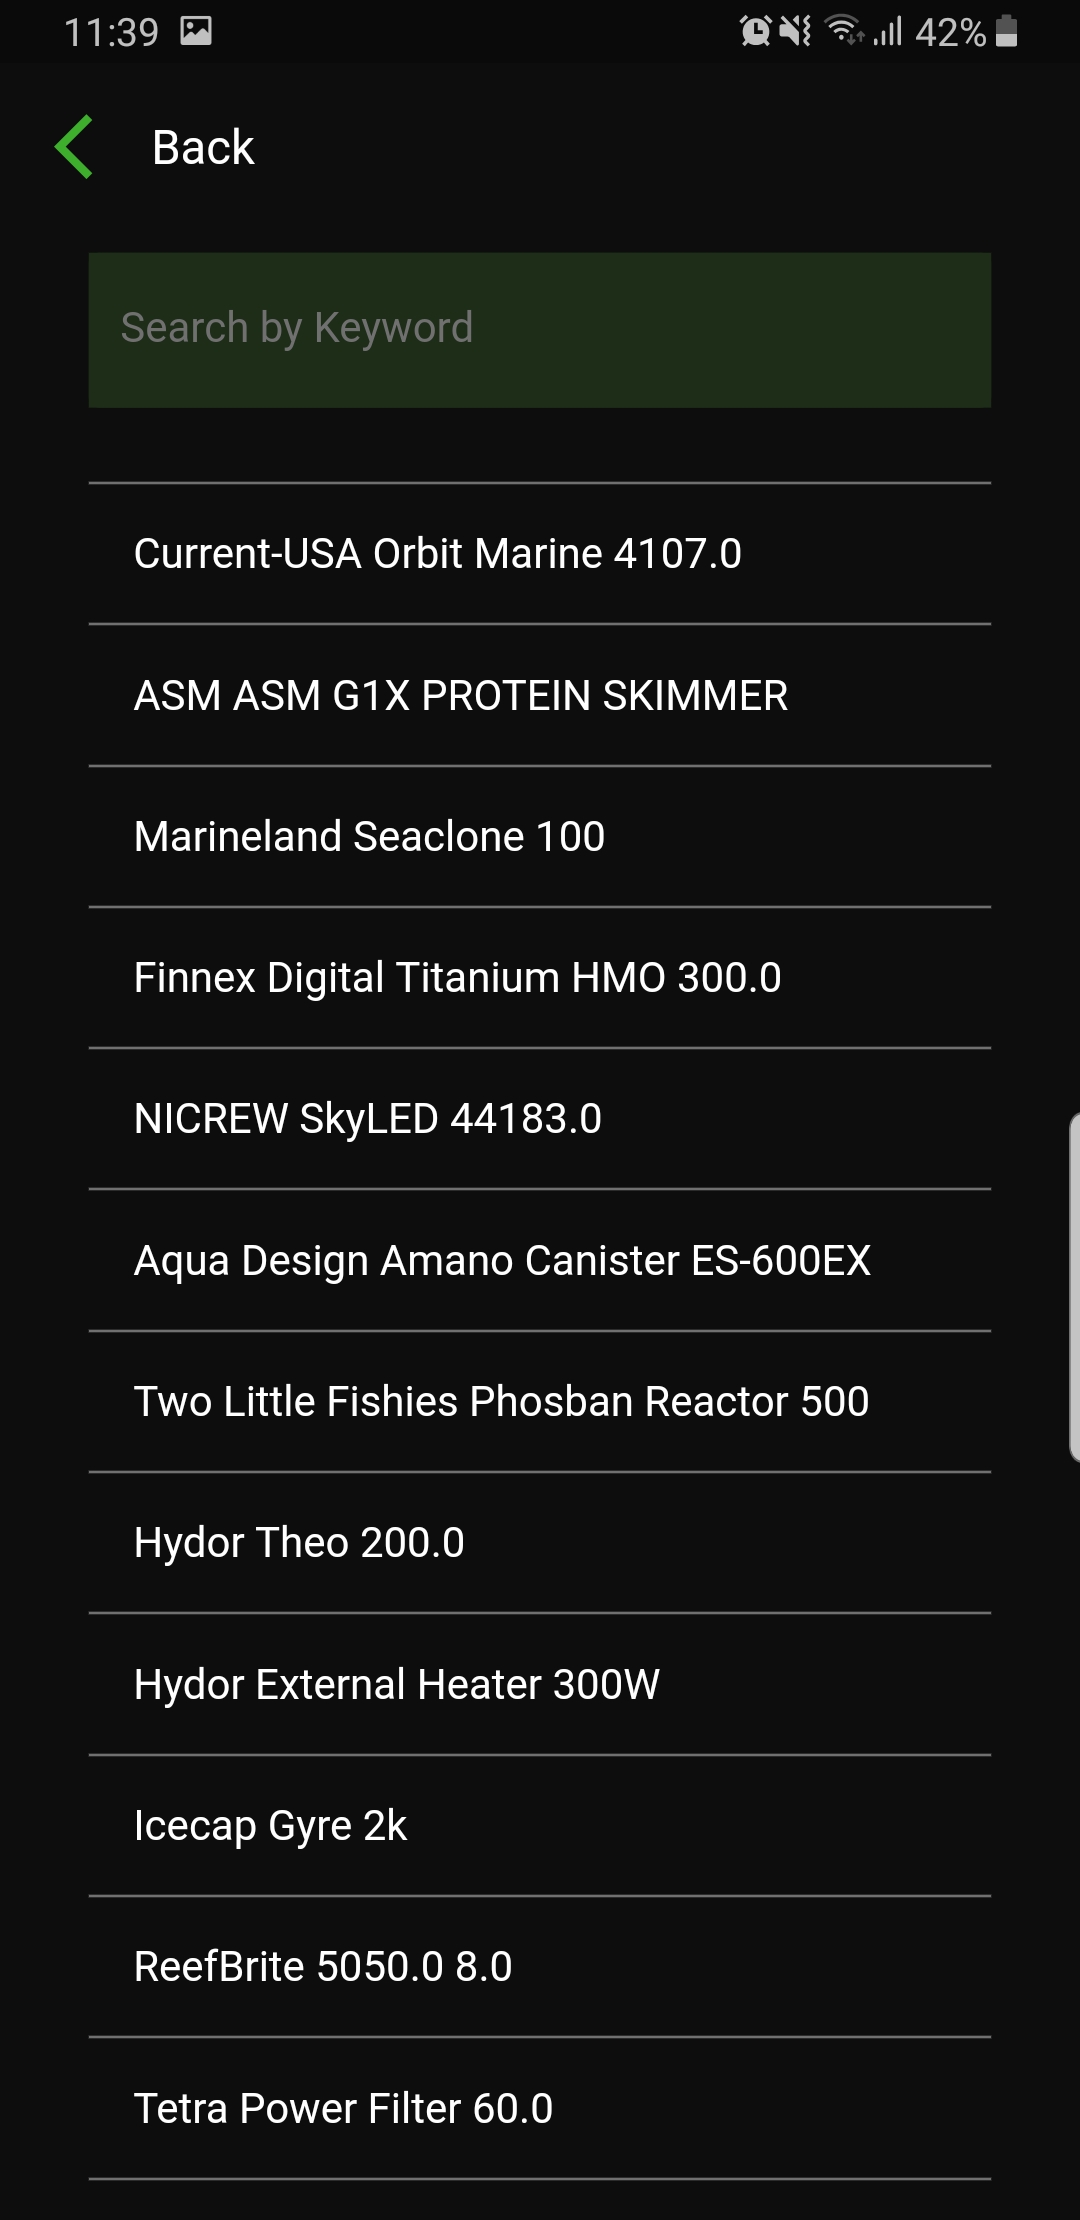 11:39
42%
Back
Search by Keyword
Current-USA Orbit Marine 4107.0
ASM ASM G1X PROTEIN SKIMMER
Marineland Seaclone 100
Finnex Digital Titanium HMO 300.0
NICREW SkyLED 44183.0
Aqua Design Amano Canister ES-600EX
Two Little Fishies Phosban Reactor 500
Hydor Theo 200.0
Hydor External Heater 300W
Icecap Gyre 2k
ReefBrite 5050.0 8.0
Tetra Power Filter 60.0